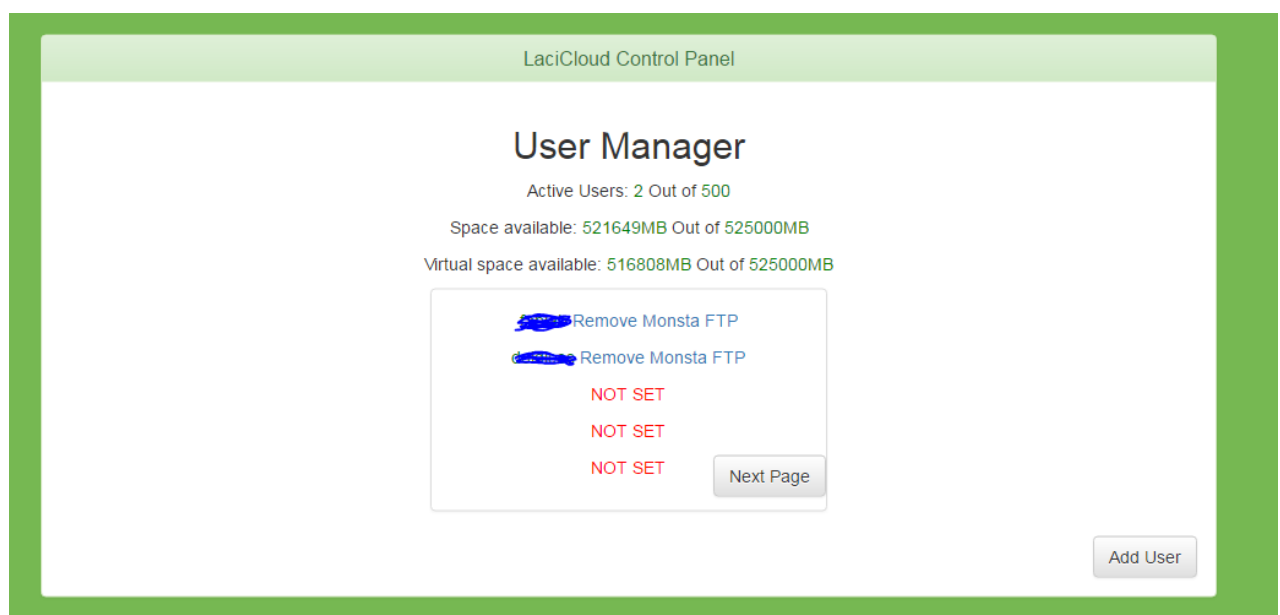 LaciCloud Control Panel
User Manager
Active Users: 2 Out of 500
Space available: 521649MB Out of 525000MB
Virtual space available: 516808MB Out of 525000MB
Remove Monsta FTP
Remove Monsta FTP
NOT SET
NOT SET
NOT SET
Next Page
Add User